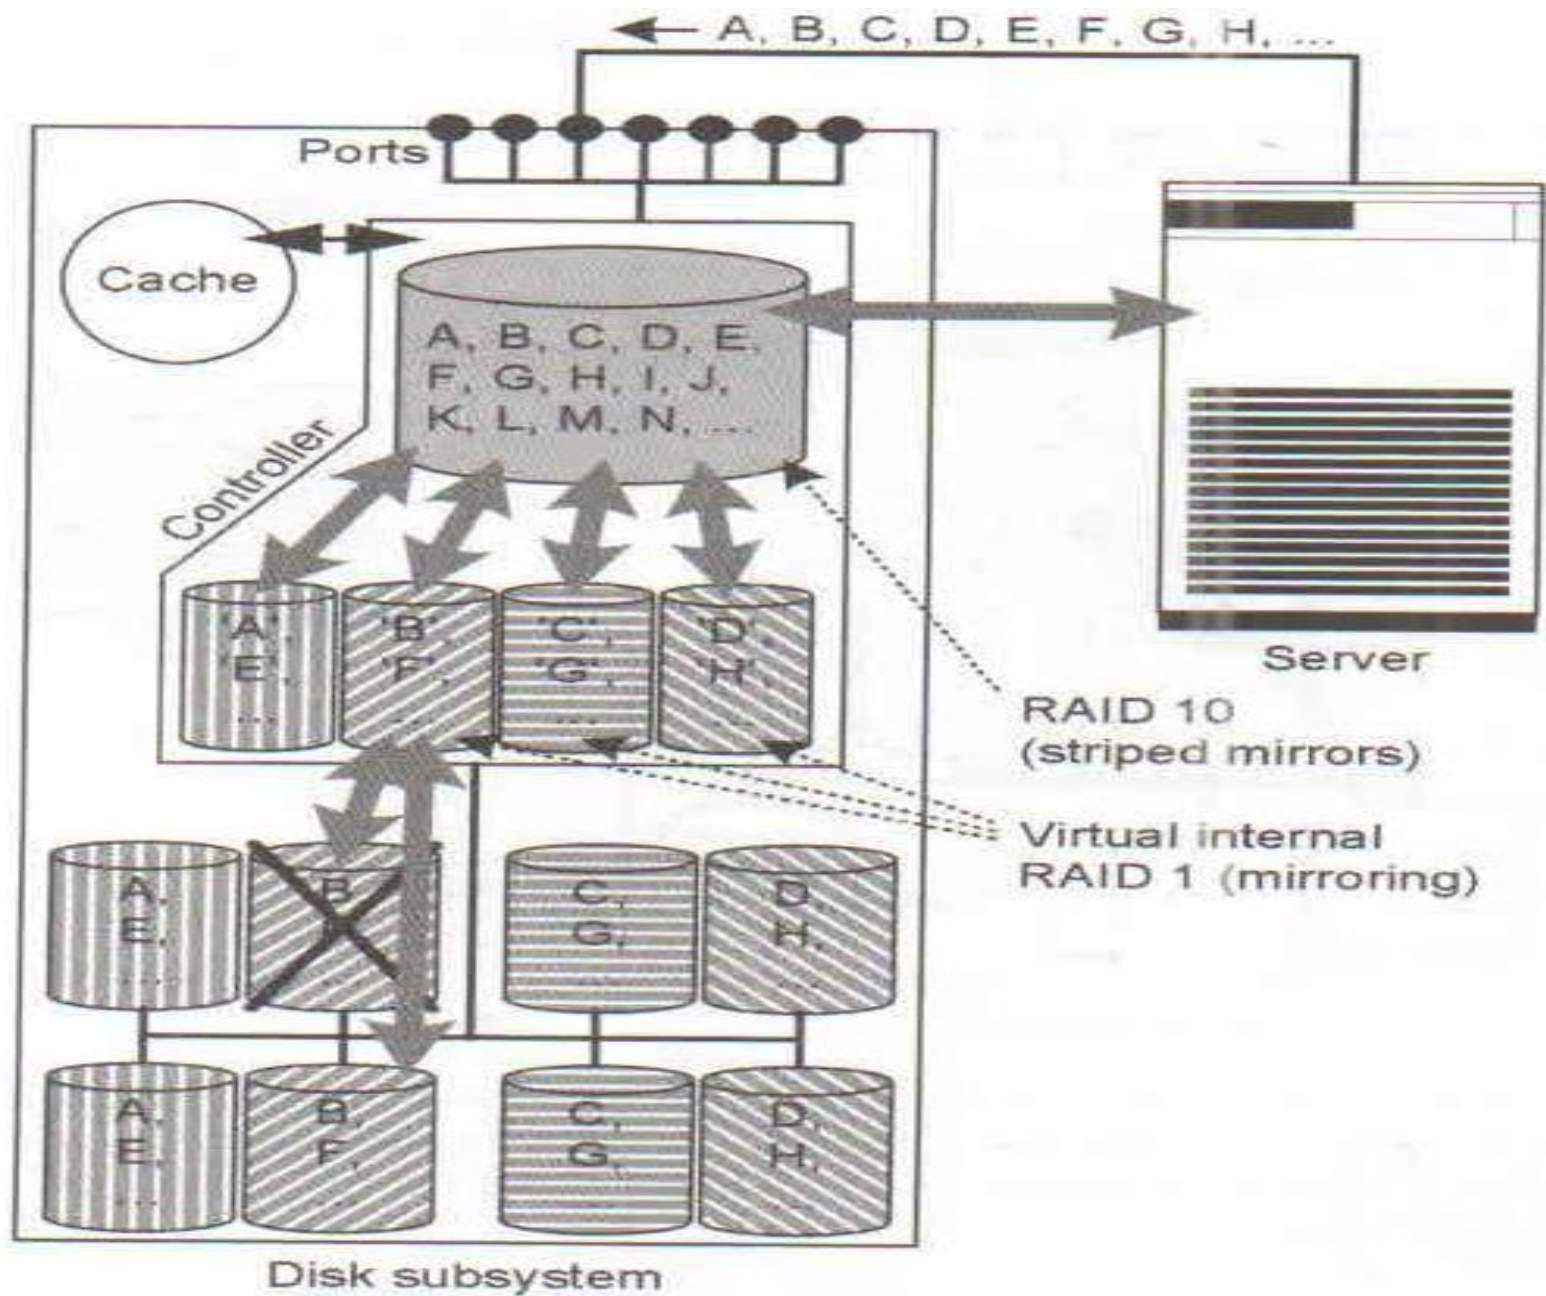 A, B, C, D, E, F, G, H, ...
Ports
Cache
A, B, C, D, E,
F, G, H, I, J,
K, L, M, N, ...
Controller
"A", "B", "C", "D",
"E", "F", "G", "H",
... ... ... ...
Server
RAID 10
(striped mirrors)
Virtual internal
RAID 1 (mirroring)
A, B C, D,
E, G, H,
... ... ... ...
A, B, C, D,
E, F, G, H,
... ... ... ...
Disk subsystem